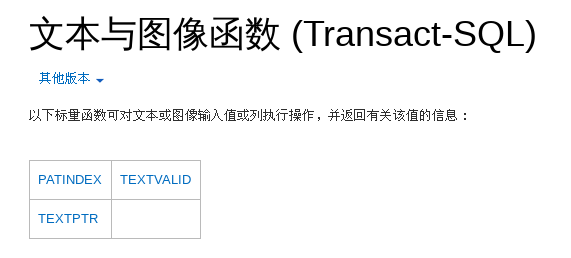 文本与图像函数 (Transact-SQL)
其他版本
以下标量函数可对文本或图像输入值或列执行操作，并返回有关该值的信息：
PATINDEX TEXTVALID
TEXTPTR